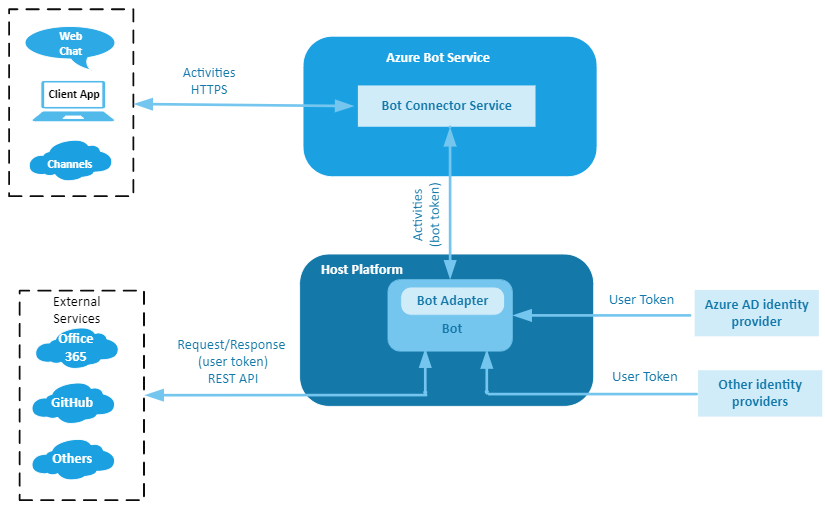 Web
Chat
Client App
Channels
Activities
HTTPS
Azure Bot Service
Bot Connector Service
Activities
(bot token)
Host Platform
Bot Adapter
Bot
User Token
Azure AD identity
provider
User Token
Other identity
providers
Request/Response
(user token)
REST API
External
Services
Office
365
GitHub
Others